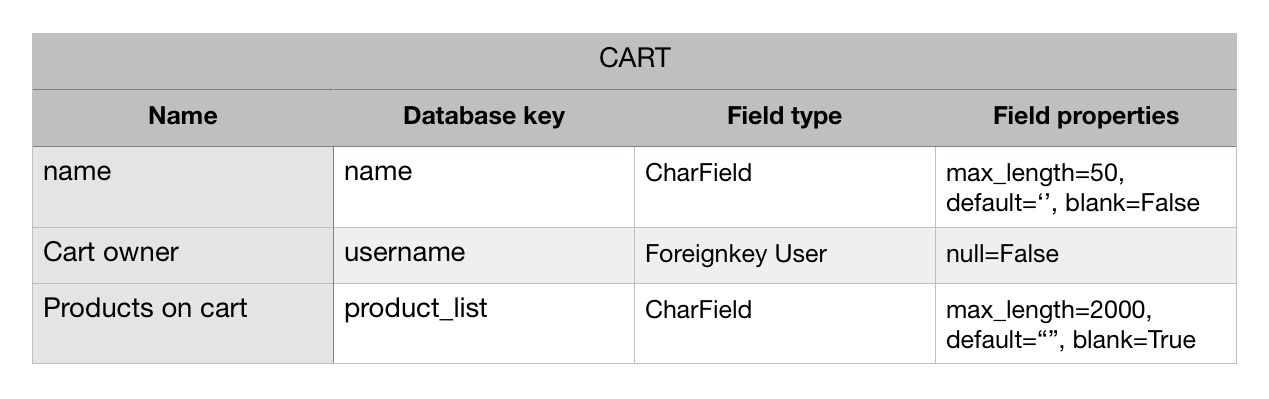 CART
Name Database key Field type Field properties
name name CharField max_length=50,
default=‘’, blank=False
Cart owner username Foreignkey User null=False
Products on cart product_list CharField max_length=2000,
default=“”, blank=True